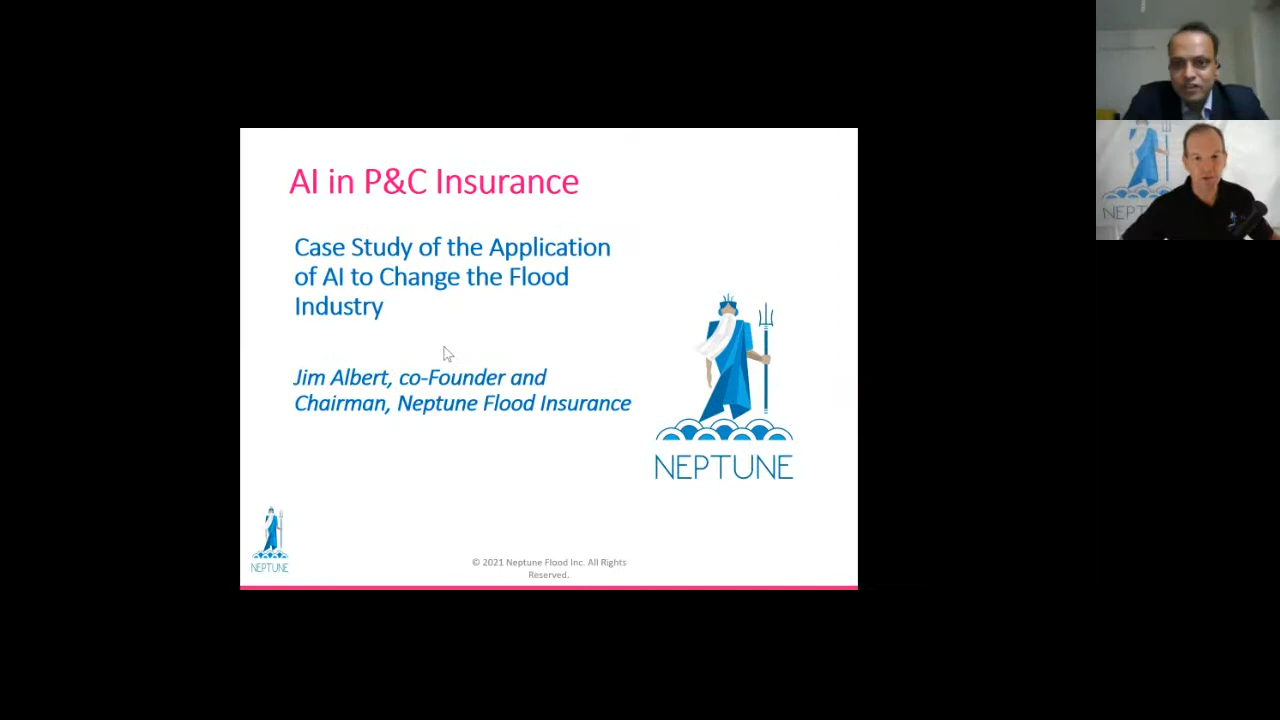 AI in P&C Insurance
Case Study of the Application
of AI to Change the Flood
Industry
Jim Albert, co-Founder and
Chairman, Neptune Flood Insurance
NEPTUNE
NEPTUNE
© 2021 Neptune Flood Inc. All Rights
Reserved.
NEPT